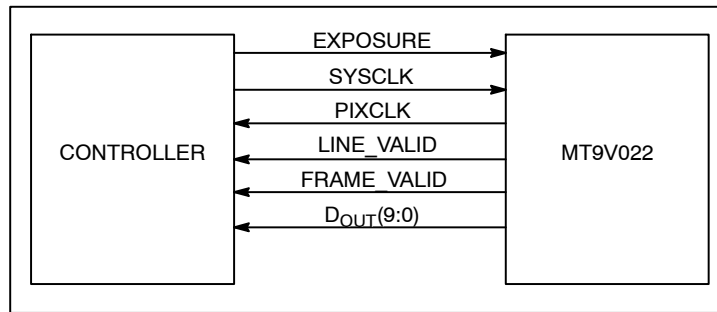 EXPOSURE
SYSCLK
PIXCLK
CONTROLLER
LINE_VALID
MT9V022
FRAME_VALID
DOUT(9:0)